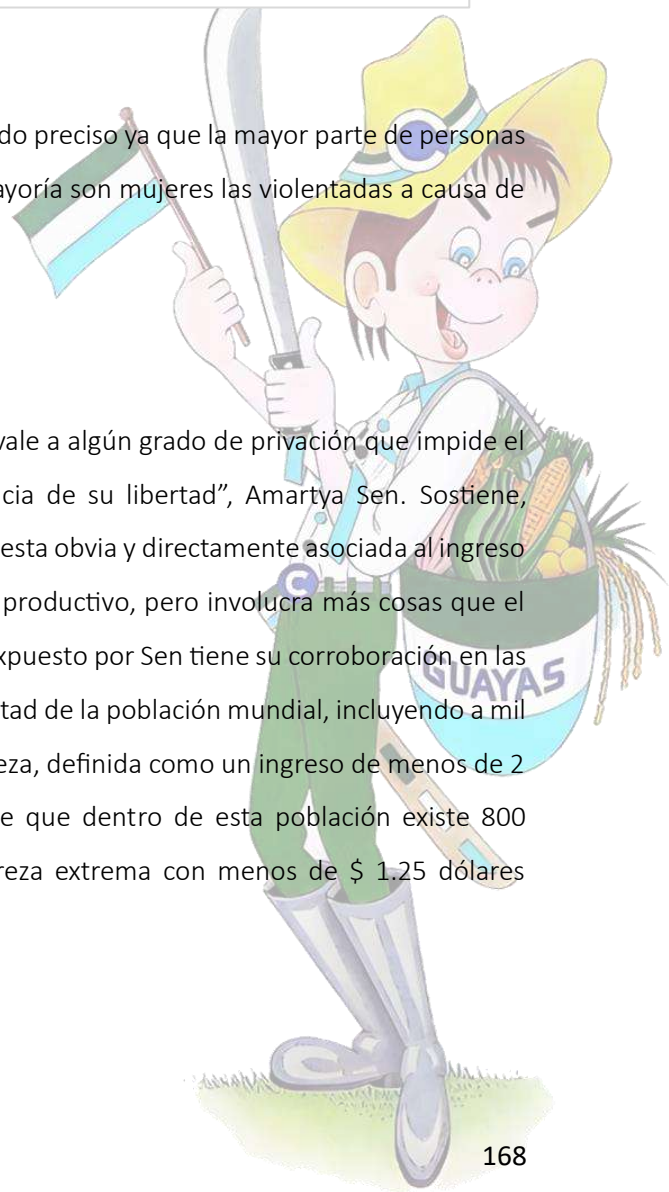 do preciso ya que la mayor parte de personas
ayoría son mujeres las violentadas a causa de
vale a algún grado de privación que impide el
cia de su libertad”, Amartya Sen. Sostiene,
esta obvia y directamente asociada al ingreso
productivo, pero involucra más cosas que el
xpuesto por Sen tiene su corroboración en las
tad de la población mundial, incluyendo a mil
eza, definida como un ingreso de menos de 2
e que dentro de esta población existe 800
reza extrema con menos de $ 1.25 dólares
C
GUAYAS
168